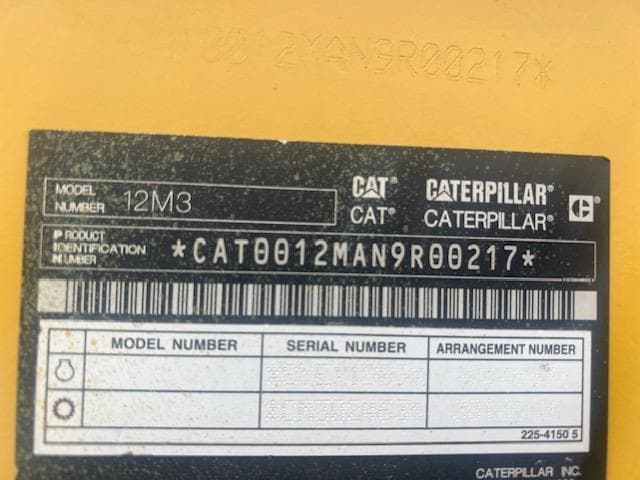 0012MAN9R00217*
MODEL NUMBER 12M3
CAT® CATERPILLAR®
CAT® CATERPILLAR®
PRODUCT IDENTIFICATION NUMBER *CAT0012MAN9R00217*
MODEL NUMBER SERIAL NUMBER ARRANGEMENT NUMBER
225-4150 5
CATERPILLAR INC.